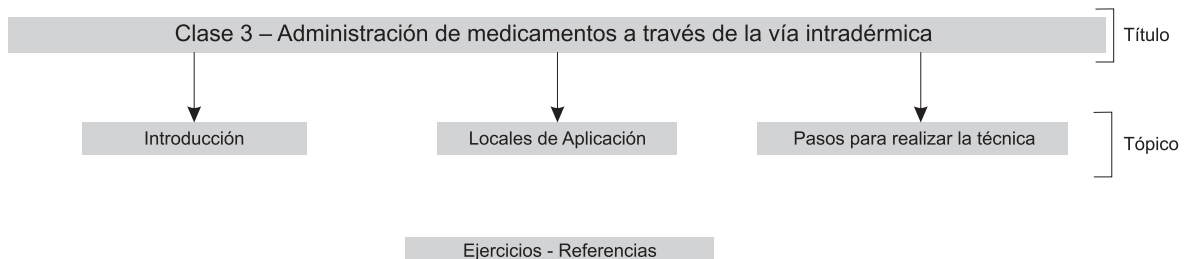 Clase 3 – Administración de medicamentos a través de la vía intradérmica
Título
Introducción
Locales de Aplicación
Pasos para realizar la técnica
Tópico
Ejercicios - Referencias